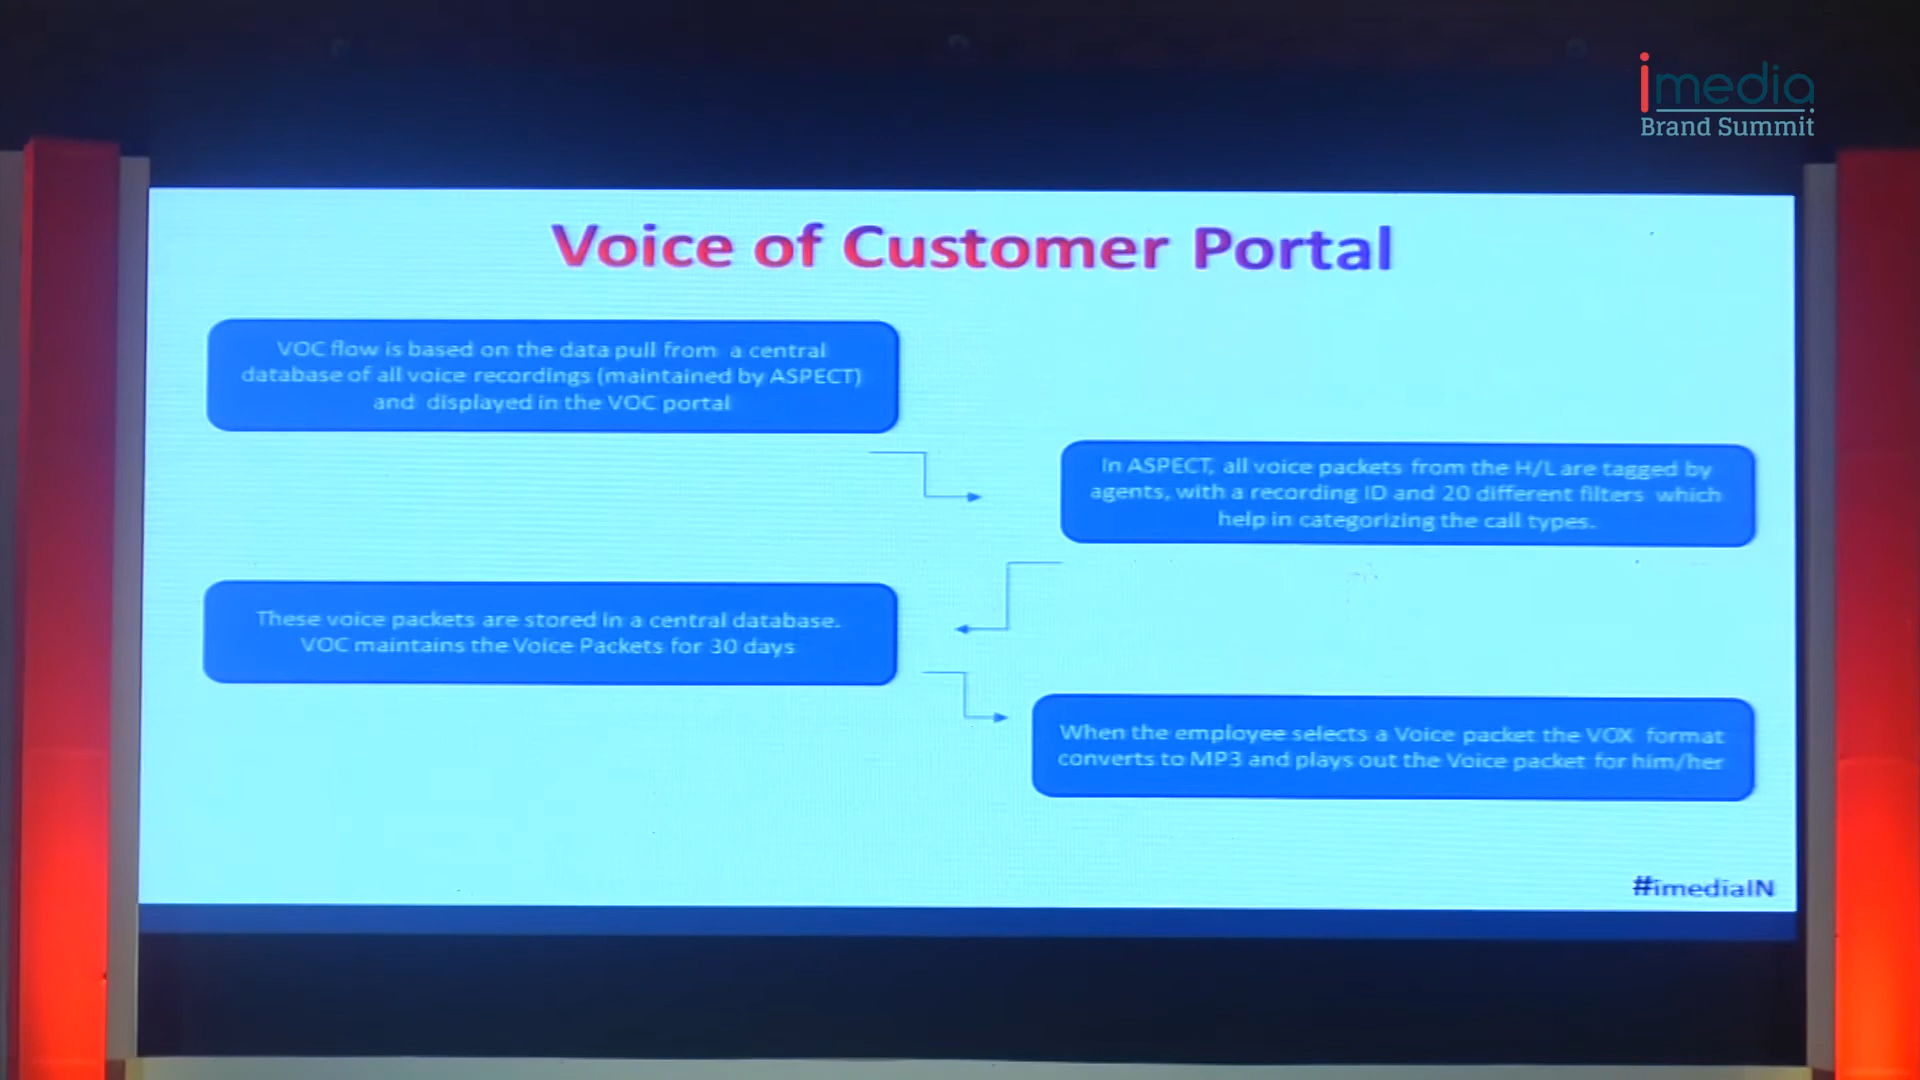 imedia
Brand Summit
Voice of Customer Portal
VOC flow is based on the data pull from a central
database of all voice recordings (maintained by ASPECT)
and displayed in the VOC portal
In ASPECT, all voice packets from the H/L are tagged by
agents, with a recording ID and 20 different filters which
help in categorizing the call types.
These voice packets are stored in a central database.
VOC maintains the Voice Packets for 30 days
When the employee selects a Voice packet the VOX format
converts to MP3 and plays out the Voice packet for him/her
#imediaIN